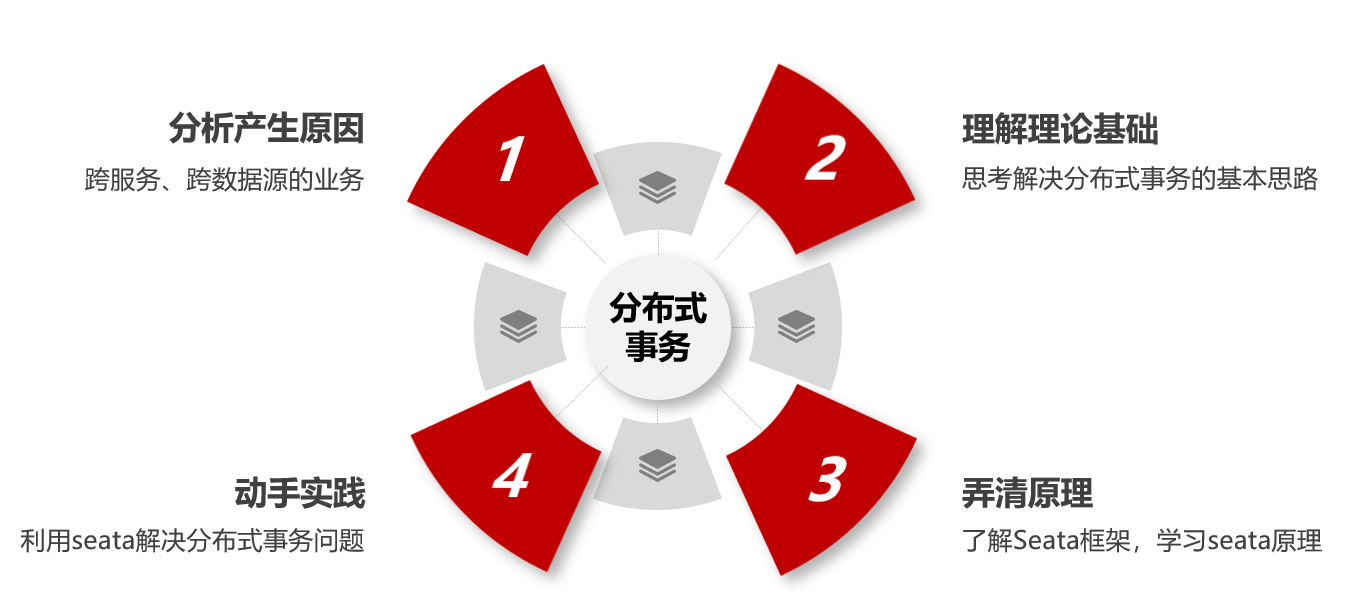 分析产生原因
跨服务、跨数据源的业务
1
2
理解理论基础
思考解决分布式事务的基本思路
分布式
事务
动手实践
利用seata解决分布式事务问题
4
3
弄清原理
了解Seata框架，学习seata原理